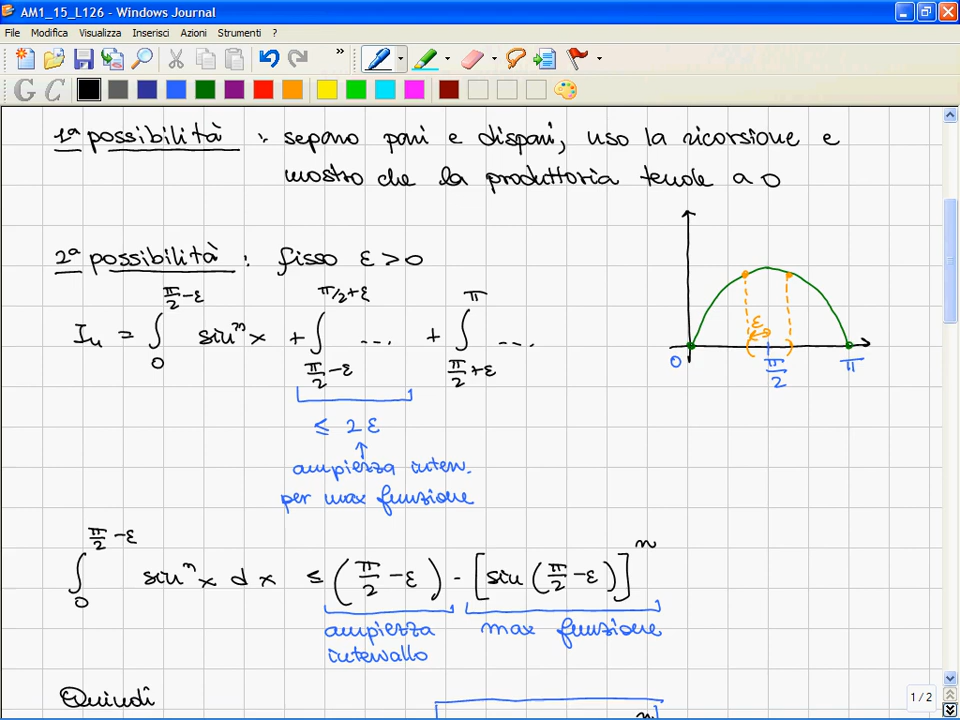 AM1_15_L126 - Windows Journal
File Modifica Visualizza Inserisci Azioni Strumenti ?
G C
1ª possibilità : separo pari e dispari, uso la ricorsione e
mostro che la produttoria tende a 0
2ª possibilità : fisso ε > 0
I_n = ∫_0^{π/2-ε} sin^n x + ∫_{π/2-ε}^{π/2+ε} ... + ∫_{π/2+ε}^{π} ...
≤ 2ε
ampiezza interv.
per max funzione
ε
0 π/2 π
∫_0^{π/2-ε} sin^n x dx ≤ (π/2-ε) · [sin(π/2-ε)]^n
ampiezza intervallo
max funzione
Quindi
n
1 / 2